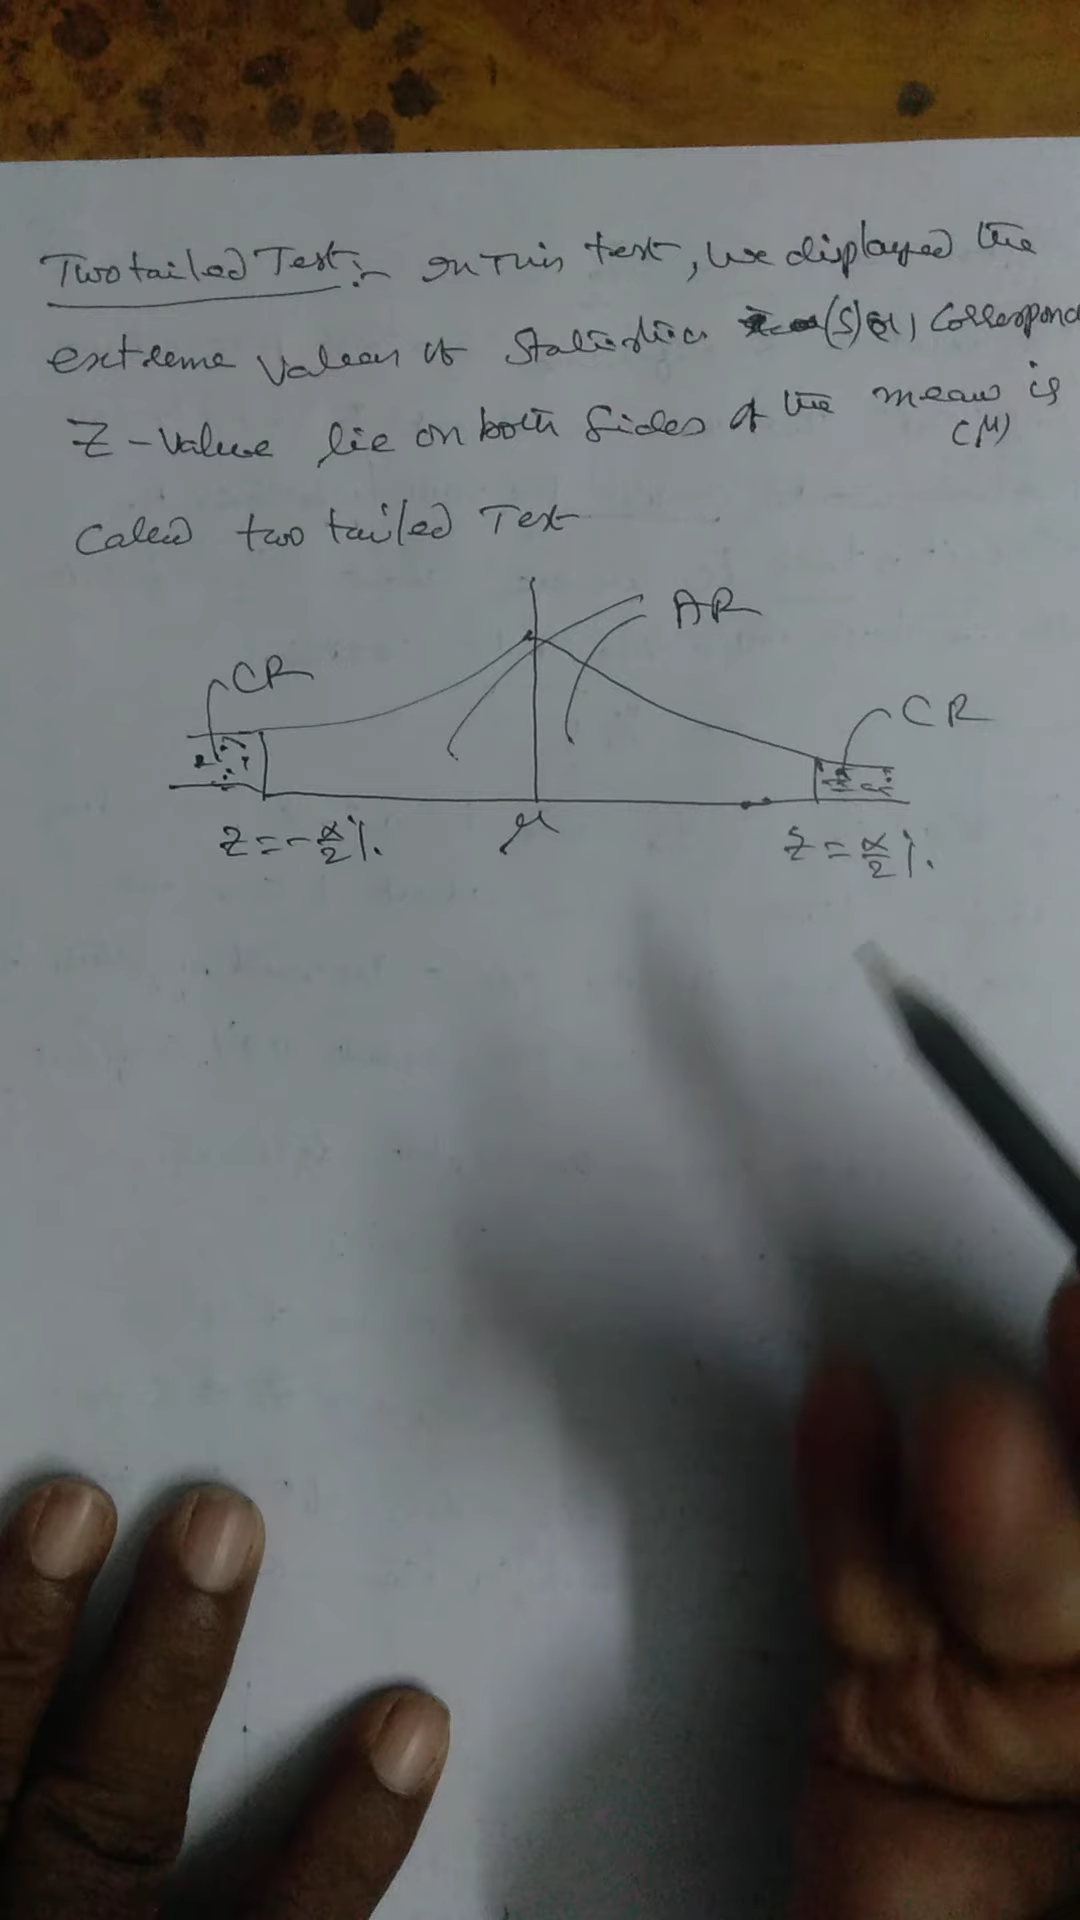 Two tailed Test:- In This test, we displayed the
extreme values of Statistics (S) (or) Correspond
Z-Value lie on both sides of the mean is
(μ)
Caled two tailed Test
AR
CR
CR
Z=-α/2%.
μ
Z=α/2%.